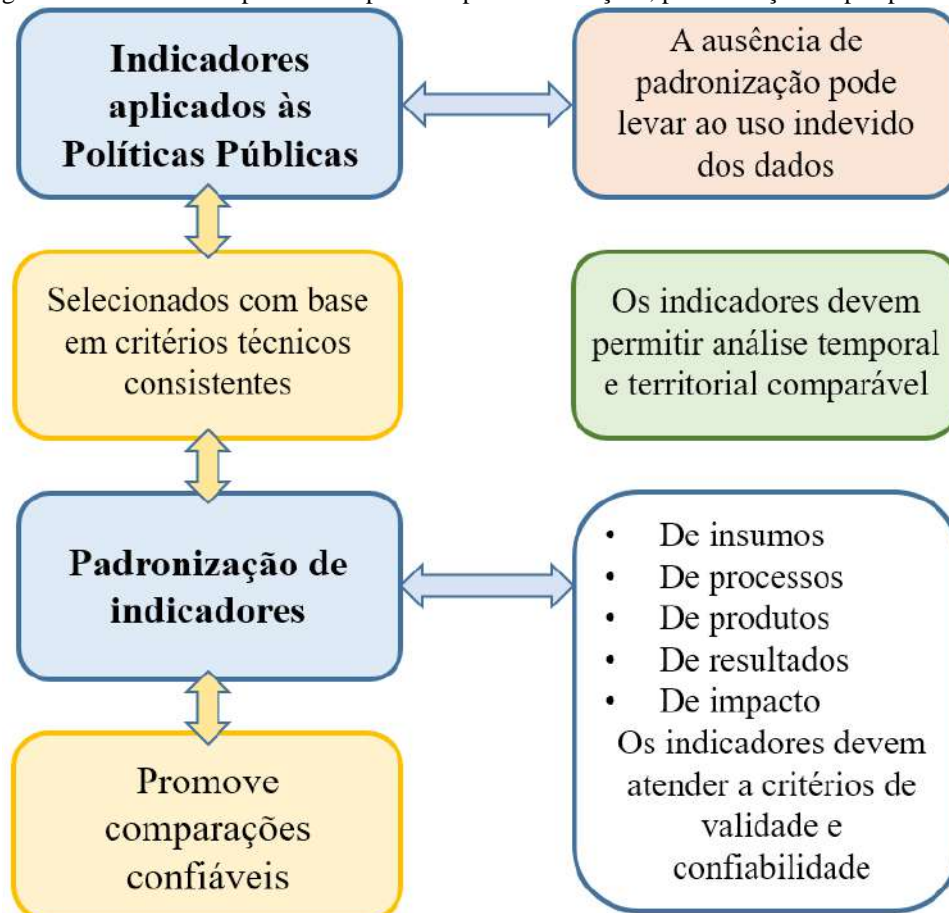 Indicadores
aplicados às
Políticas Públicas
A ausência de
padronização pode
levar ao uso indevido
dos dados
Selecionados com base
em critérios técnicos
consistentes
Os indicadores devem
permitir análise temporal
e territorial comparável
Padronização de
indicadores
• De insumos
• De processos
• De produtos
• De resultados
• De impacto
Os indicadores devem
atender a critérios de
validade e
confiabilidade
Promove
comparações
confiáveis